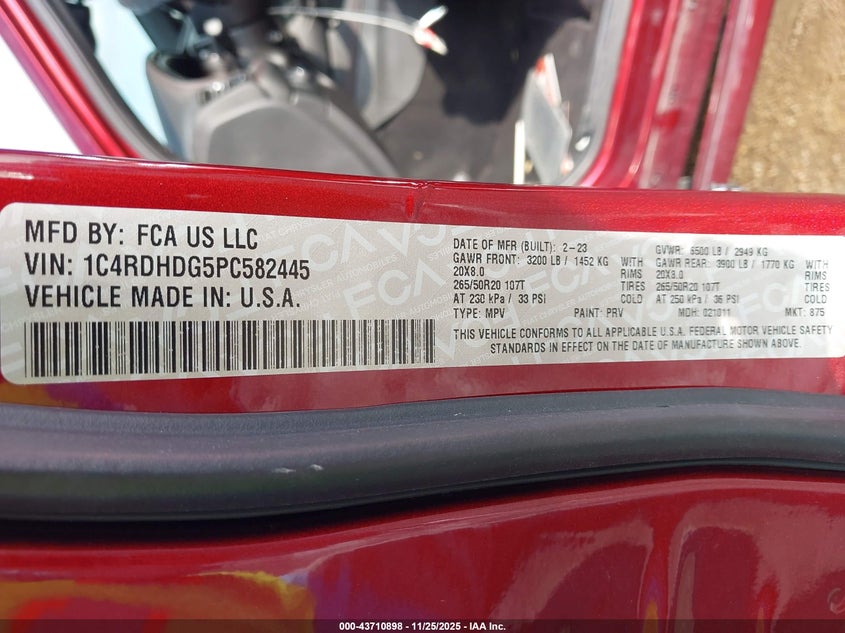 MFD BY: FCA US LLC
VIN: 1C4RDHDG5PC582445
VEHICLE MADE IN: U.S.A.
DATE OF MFR (BUILT): 2-23
GVWR: 6500 LB / 2949 KG
GAWR FRONT: 3200 LB / 1452 KG WITH
GAWR REAR: 3900 LB / 1770 KG WITH
20X8.0 RIMS
20X8.0 RIMS
265/50R20 107T TIRES
265/50R20 107T TIRES
AT 230 kPa / 33 PSI COLD
AT 250 kPa / 36 PSI COLD
TYPE: MPV PAINT: PRV MDH: 021011 MKT: 875
THIS VEHICLE CONFORMS TO ALL APPLICABLE U.S.A. FEDERAL MOTOR VEHICLE SAFETY
STANDARDS IN EFFECT ON THE DATE OF MANUFACTURE SHOWN ABOVE.
000-43710898 - 11/25/2025 - IAA Inc.